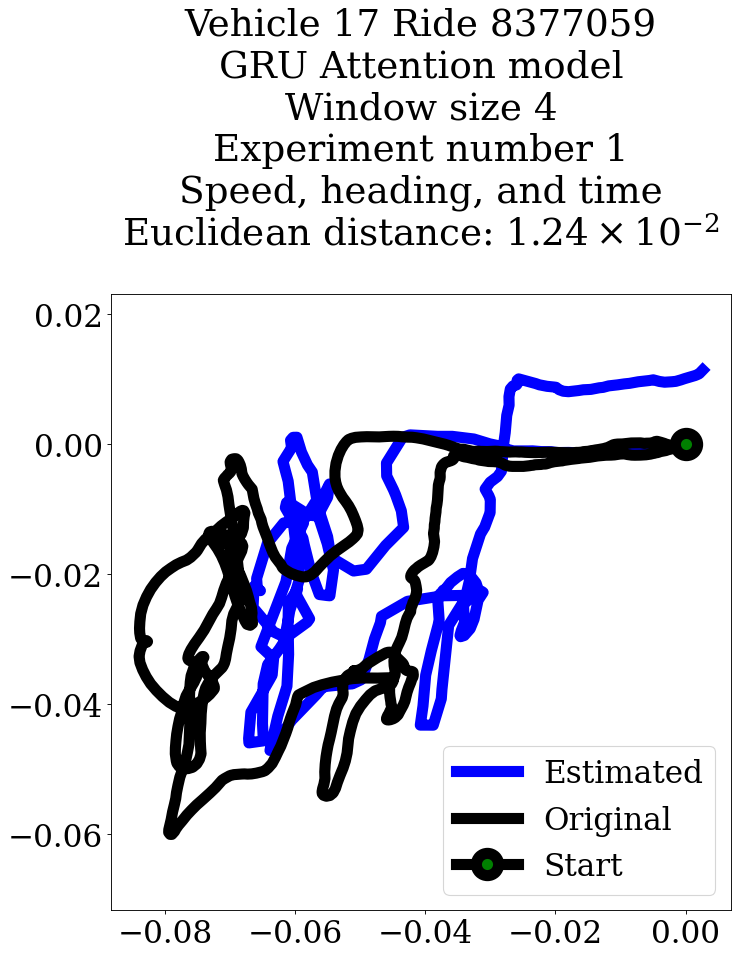 Vehicle 17 Ride 8377059
GRU Attention model
Window size 4
Experiment number 1
Speed, heading, and time
Euclidean distance: 1.24 × 10⁻²
0.02
0.00
−0.02
−0.04
−0.06
Estimated
Original
Start
−0.08 −0.06 −0.04 −0.02 0.00